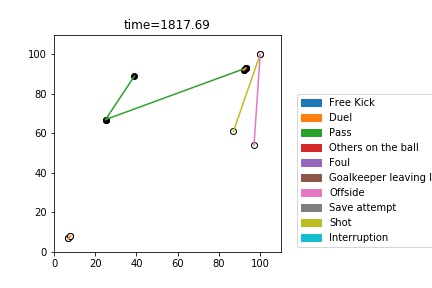 time=1817.69
100
80
60
40
20
0
0 20 40 60 80 100
Free Kick
Duel
Pass
Others on the ball
Foul
Goalkeeper leaving l
Offside
Save attempt
Shot
Interruption